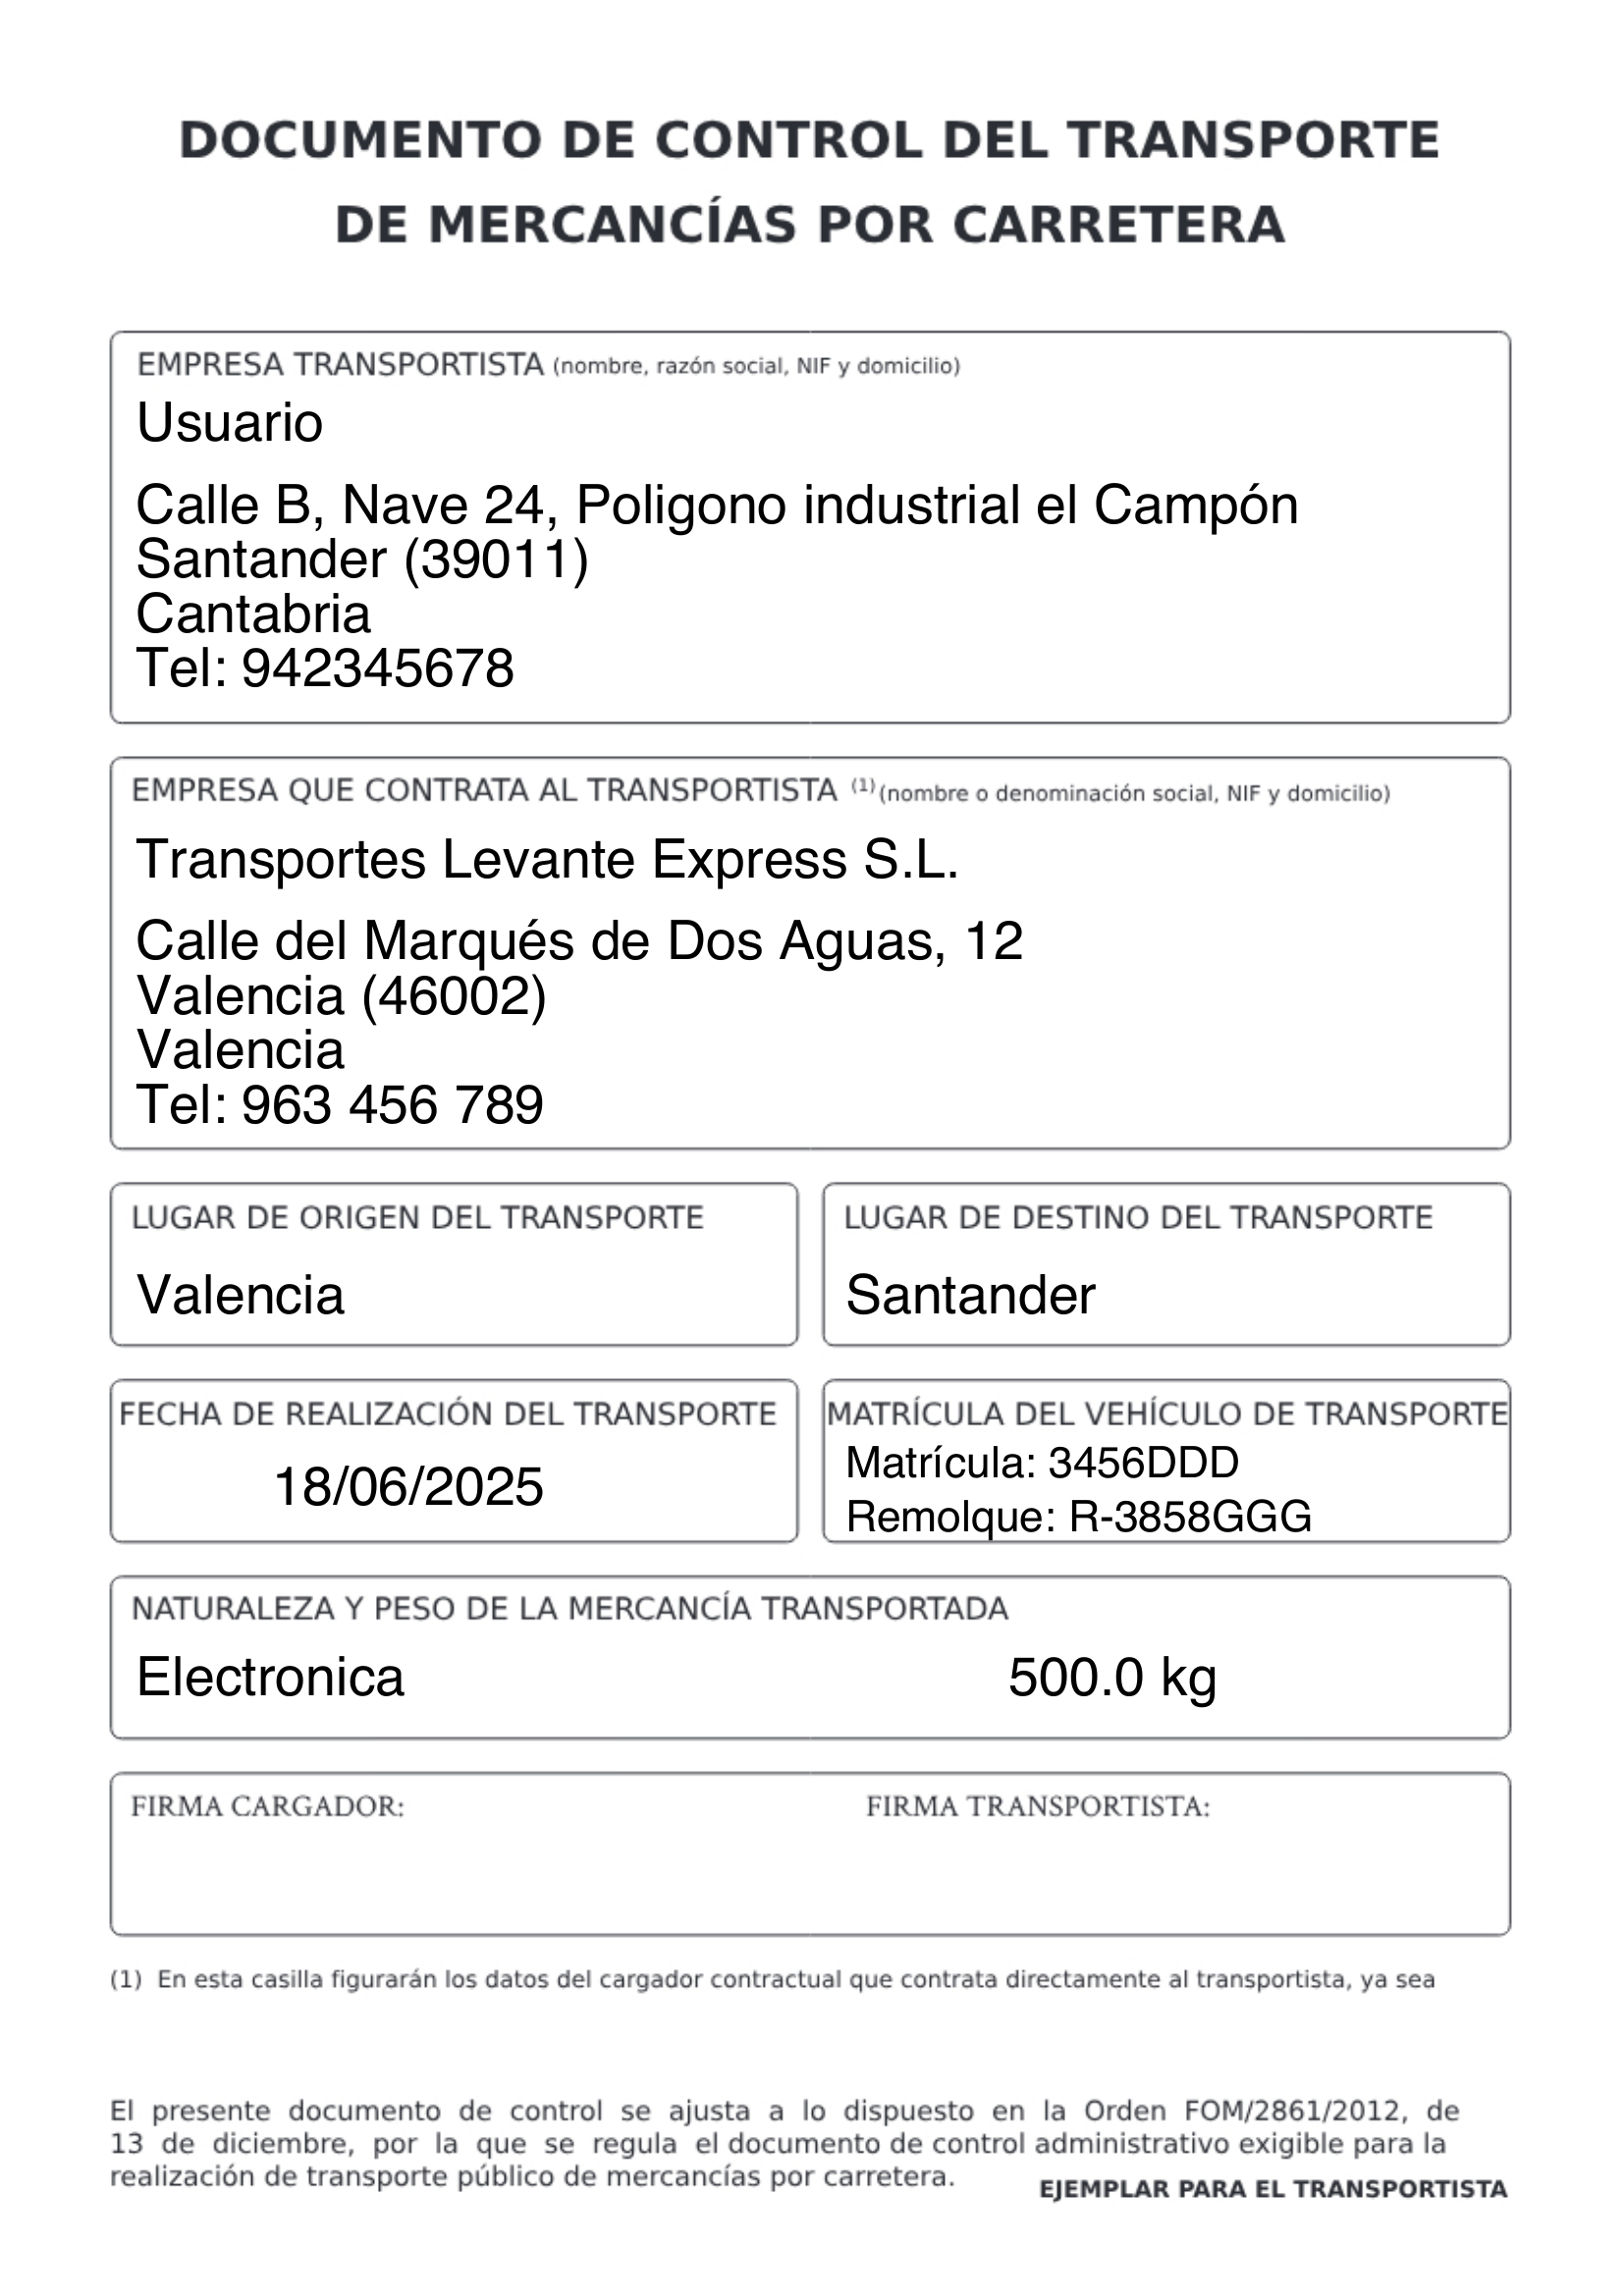 DOCUMENTO DE CONTROL DEL TRANSPORTE
DE MERCANCÍAS POR CARRETERA
EMPRESA TRANSPORTISTA (nombre, razón social, NIF y domicilio)
Usuario
Calle B, Nave 24, Poligono industrial el Campón
Santander (39011)
Cantabria
Tel: 942345678
EMPRESA QUE CONTRATA AL TRANSPORTISTA (1) (nombre o denominación social, NIF y domicilio)
Transportes Levante Express S.L.
Calle del Marqués de Dos Aguas, 12
Valencia (46002)
Valencia
Tel: 963 456 789
LUGAR DE ORIGEN DEL TRANSPORTE
Valencia
LUGAR DE DESTINO DEL TRANSPORTE
Santander
FECHA DE REALIZACIÓN DEL TRANSPORTE
18/06/2025
MATRÍCULA DEL VEHÍCULO DE TRANSPORTE
Matrícula: 3456DDD
Remolque: R-3858GGG
NATURALEZA Y PESO DE LA MERCANCÍA TRANSPORTADA
Electronica 500.0 kg
FIRMA CARGADOR: FIRMA TRANSPORTISTA:
(1) En esta casilla figurarán los datos del cargador contractual que contrata directamente al transportista, ya sea
El presente documento de control se ajusta a lo dispuesto en la Orden FOM/2861/2012, de
13 de diciembre, por la que se regula el documento de control administrativo exigible para la
realización de transporte público de mercancías por carretera.
EJEMPLAR PARA EL TRANSPORTISTA